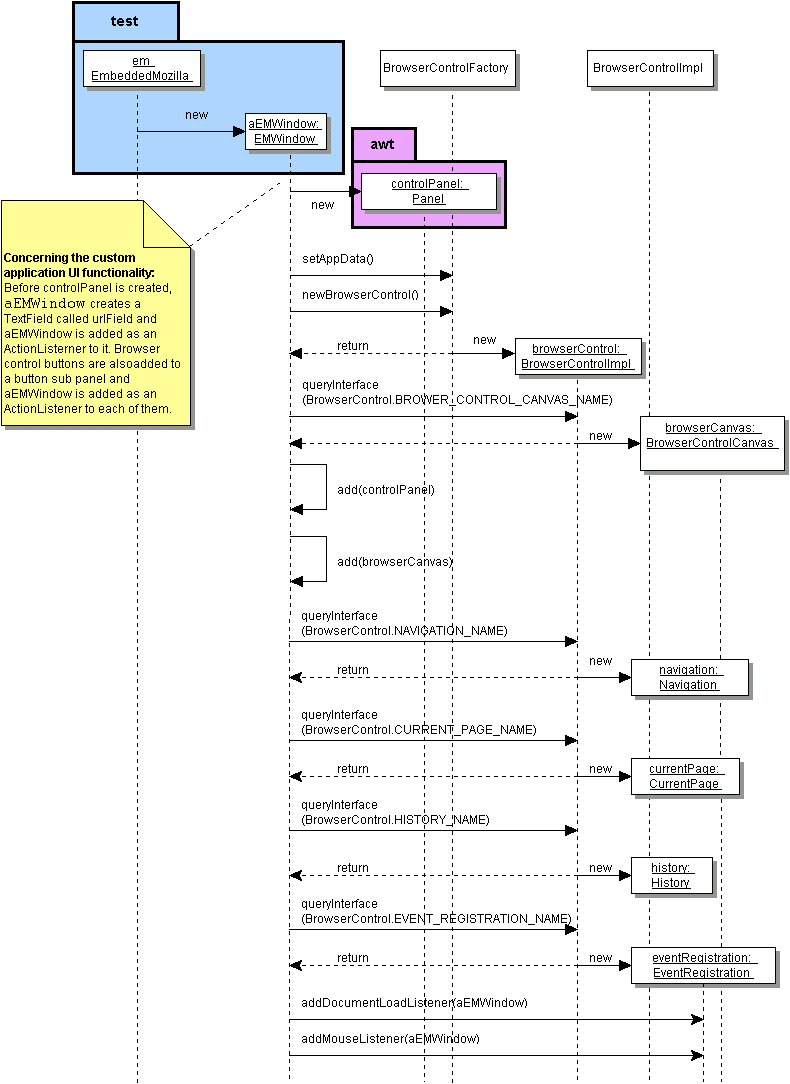 test
em
EmbeddedMozilla
BrowserControlFactory
BrowserControlImpl
new
aEMWindow:
EMWindow
awt
controlPanel:
Panel
new
Concerning the custom
application UI functionality:
Before controlPanel is created,
aEMWindow creates a
TextField called urlField and
aEMWindow is added as an
ActionListerner to it. Browser
control buttons are alsoadded to
a button sub panel and
aEMWindow is added as an
ActionListener to each of them.
setAppData()
newBrowserControl()
return
new
browserControl:
BrowserControlImpl
queryInterface
(BrowserControl.BROWER_CONTROL_CANVAS_NAME)
new
browserCanvas:
BrowserControlCanvas
add(controlPanel)
add(browserCanvas)
queryInterface
(BrowserControl.NAVIGATION_NAME)
return
new
navigation:
Navigation
queryInterface
(BrowserControl.CURRENT_PAGE_NAME)
return
new
currentPage:
CurrentPage
queryInterface
(BrowserControl.HISTORY_NAME)
return
new
history:
History
queryInterface
(BrowserControl.EVENT_REGISTRATION_NAME)
return
new
eventRegistration:
EventRegistration
addDocumentLoadListener(aEMWindow)
addMouseListener(aEMWindow)